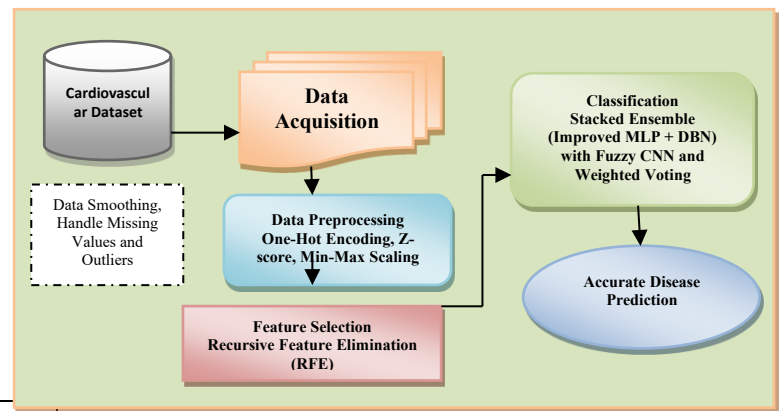 Cardiovascul
ar Dataset
Data
Acquisition
Data Smoothing,
Handle Missing
Values and
Outliers
Data Preprocessing
One-Hot Encoding, Z-
score, Min-Max Scaling
Feature Selection
Recursive Feature Elimination
(RFE)
Classification
Stacked Ensemble
(Improved MLP + DBN)
with Fuzzy CNN and
Weighted Voting
Accurate Disease
Prediction